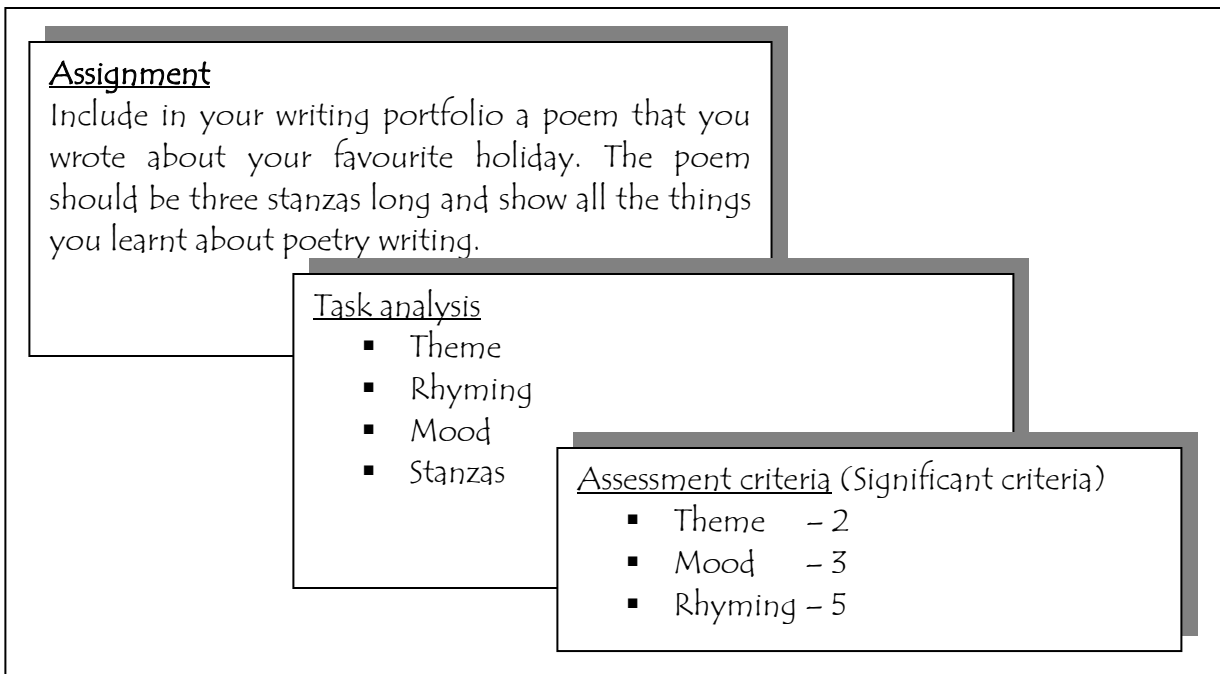 Assignment
Include in your writing portfolio a poem that you
wrote about your favourite holiday. The poem
should be three stanzas long and show all the things
you learnt about poetry writing.
Task analysis
▪ Theme
▪ Rhyming
▪ Mood
▪ Stanzas
Assessment criteria (Significant criteria)
▪ Theme – 2
▪ Mood – 3
▪ Rhyming – 5